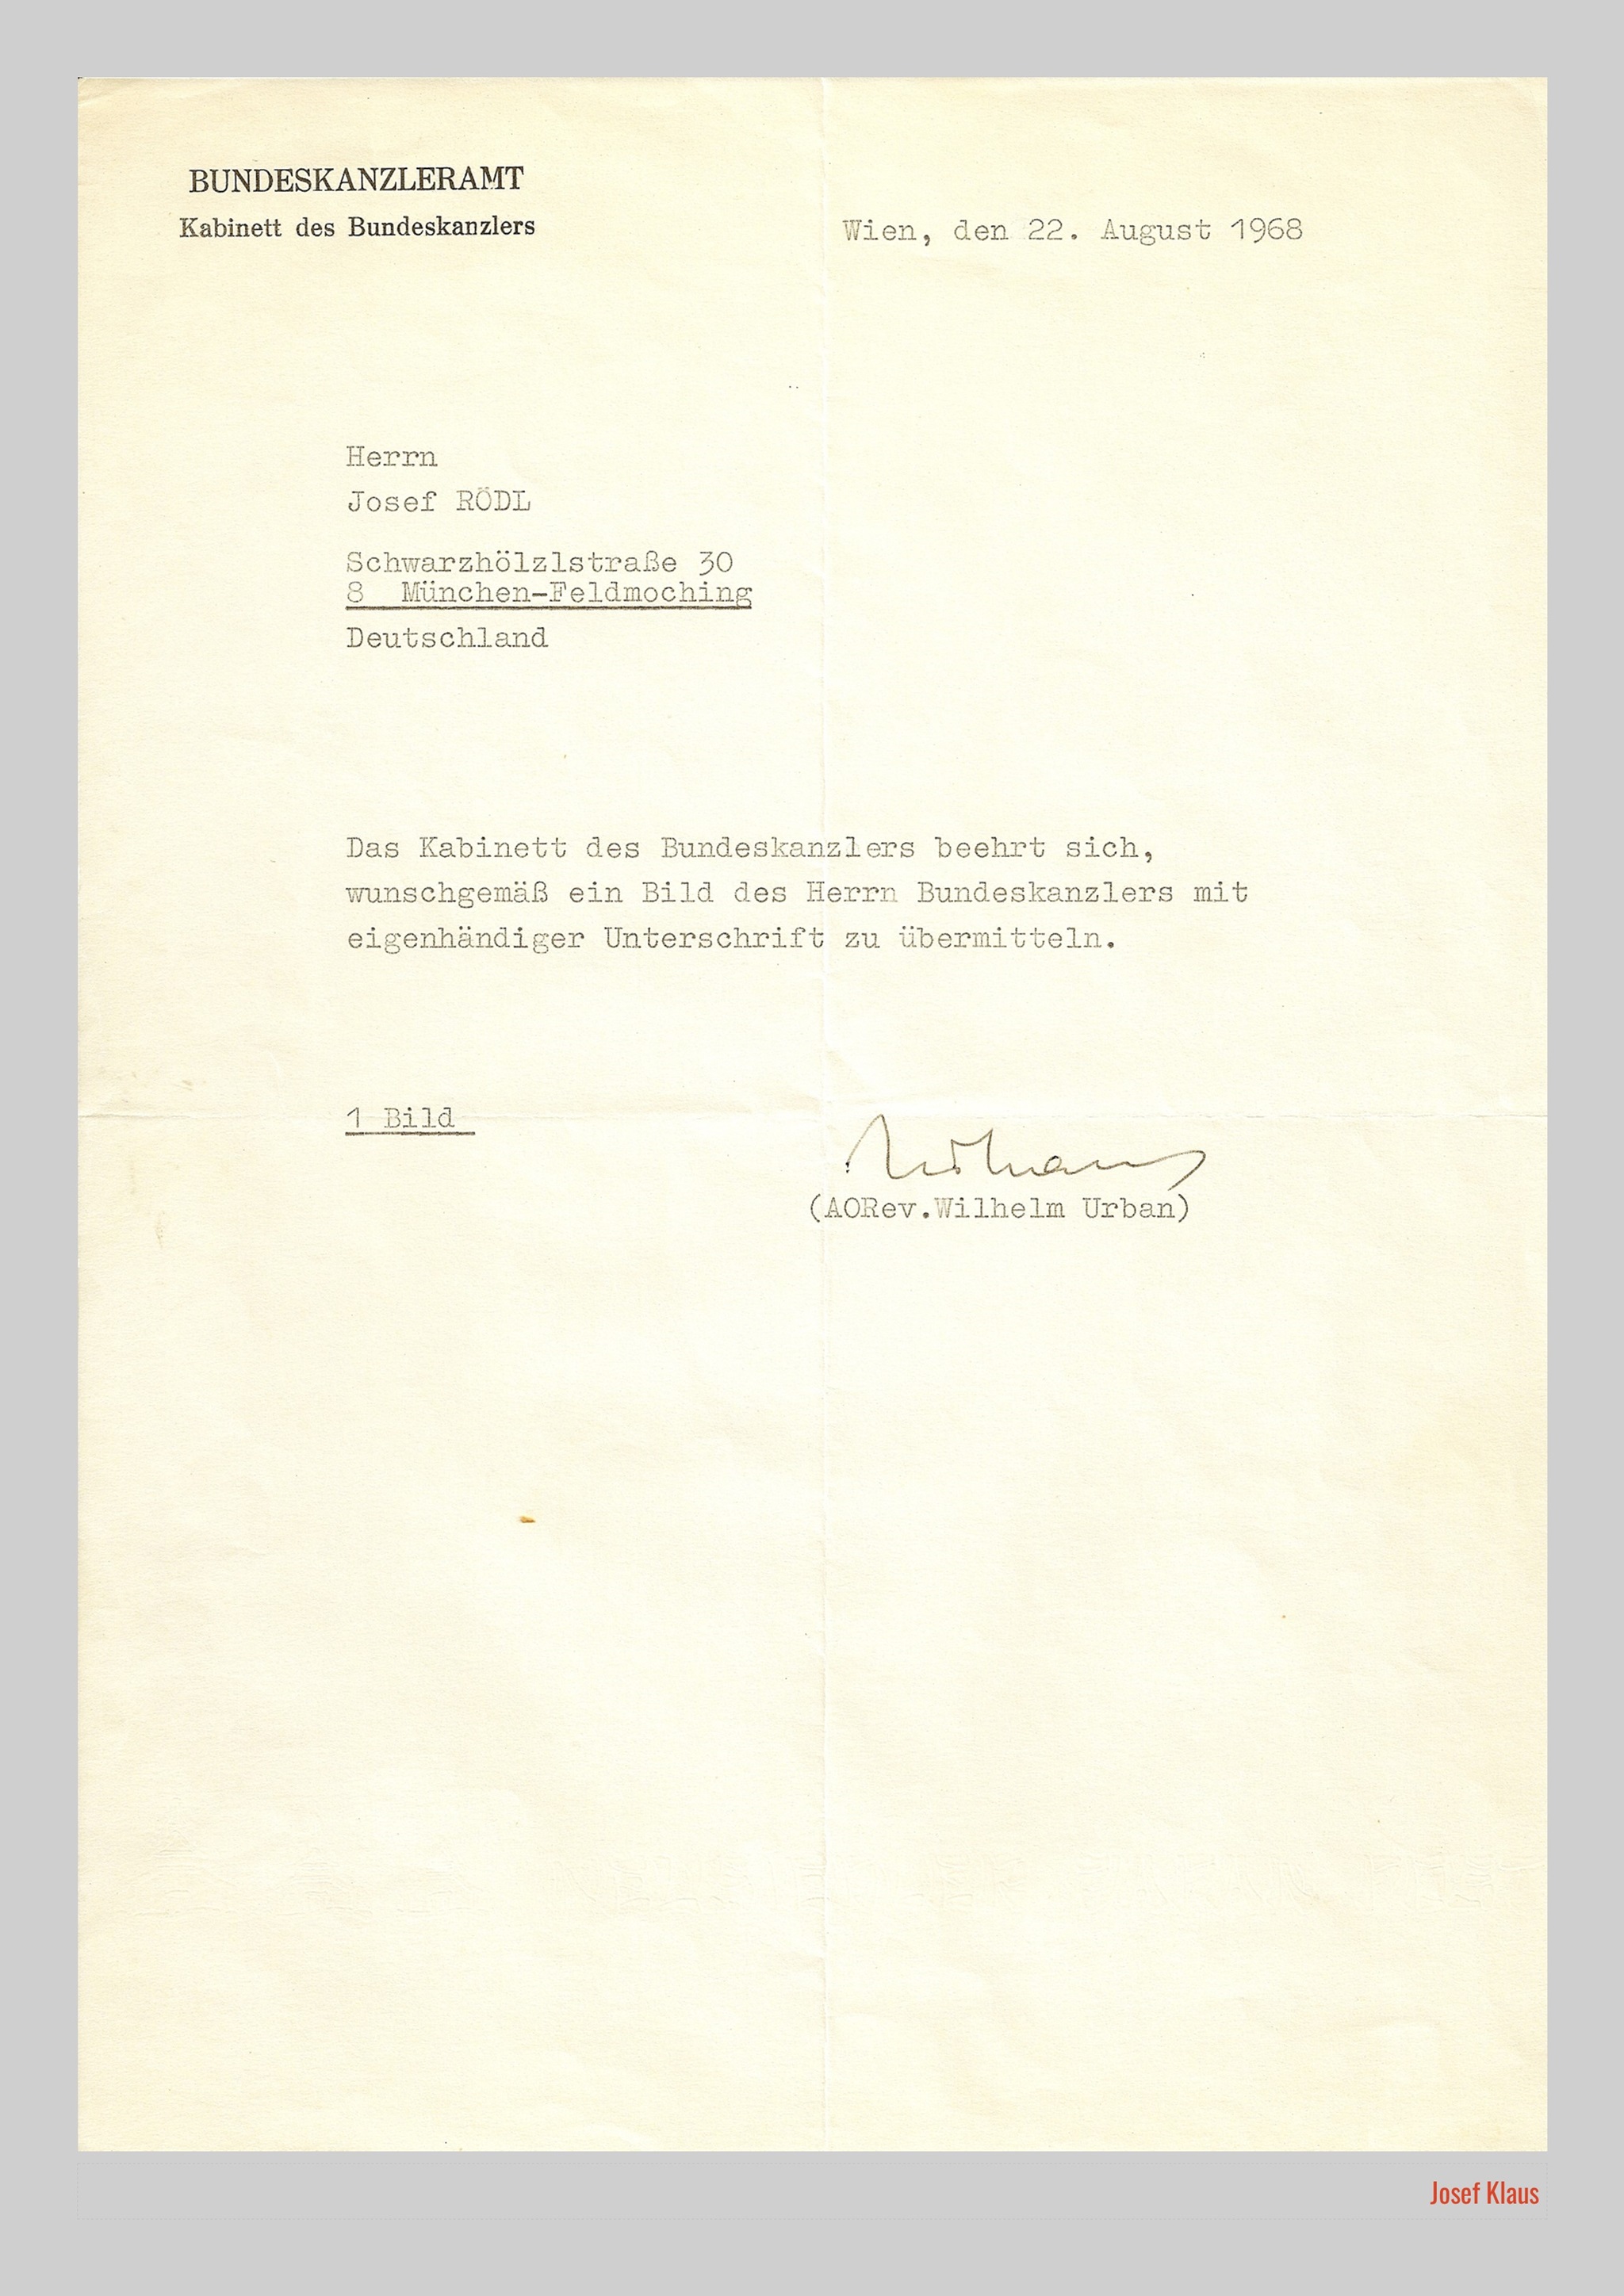 BUNDESKANZLERAMT
Kabinett des Bundeskanzlers
Wien, den 22. August 1968
Herrn
Josef RÖDL
Schwarzhölzlstraße 30
8 München-Feldmoching
Deutschland
Das Kabinett des Bundeskanzlers beehrt sich,
wunschgemäß ein Bild des Herrn Bundeskanzlers mit
eigenhändiger Unterschrift zu übermitteln.
1 Bild
(AORev.Wilhelm Urban)
Josef Klaus